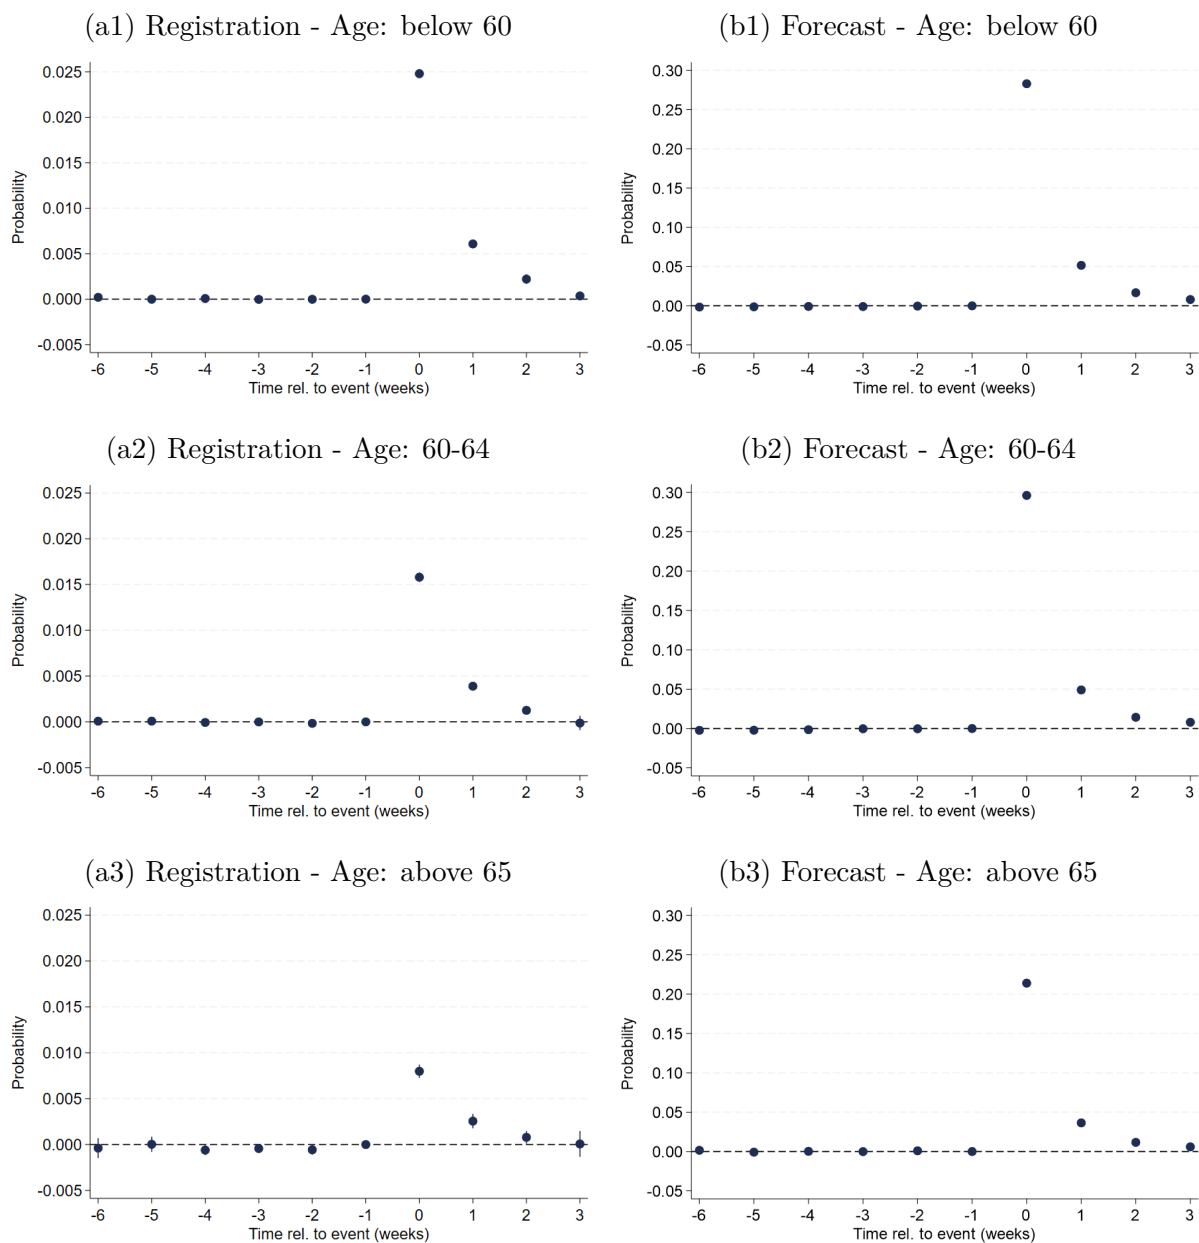 (a1) Registration - Age: below 60
0.025
0.020
0.015
0.010
0.005
0.000
-0.005
Probability
-6 -5 -4 -3 -2 -1 0 1 2 3
Time rel. to event (weeks)
(b1) Forecast - Age: below 60
0.30
0.25
0.20
0.15
0.10
0.05
0.00
-0.05
Probability
-6 -5 -4 -3 -2 -1 0 1 2 3
Time rel. to event (weeks)
(a2) Registration - Age: 60-64
0.025
0.020
0.015
0.010
0.005
0.000
-0.005
Probability
-6 -5 -4 -3 -2 -1 0 1 2 3
Time rel. to event (weeks)
(b2) Forecast - Age: 60-64
0.30
0.25
0.20
0.15
0.10
0.05
0.00
-0.05
Probability
-6 -5 -4 -3 -2 -1 0 1 2 3
Time rel. to event (weeks)
(a3) Registration - Age: above 65
0.025
0.020
0.015
0.010
0.005
0.000
-0.005
Probability
-6 -5 -4 -3 -2 -1 0 1 2 3
Time rel. to event (weeks)
(b3) Forecast - Age: above 65
0.30
0.25
0.20
0.15
0.10
0.05
0.00
-0.05
Probability
-6 -5 -4 -3 -2 -1 0 1 2 3
Time rel. to event (weeks)